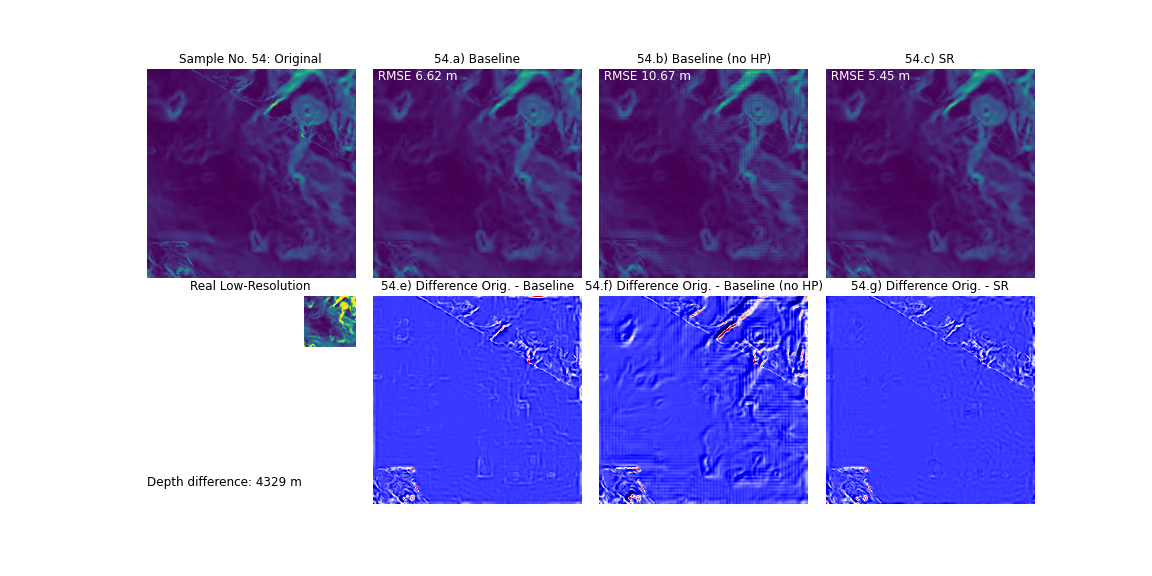 Sample No. 54: Original
54.a) Baseline
54.b) Baseline (no HP)
54.c) SR
RMSE 6.62 m
RMSE 10.67 m
RMSE 5.45 m
Real Low-Resolution
54.e) Difference Orig. - Baseline
54.f) Difference Orig. - Baseline (no HP)
54.g) Difference Orig. - SR
Depth difference: 4329 m